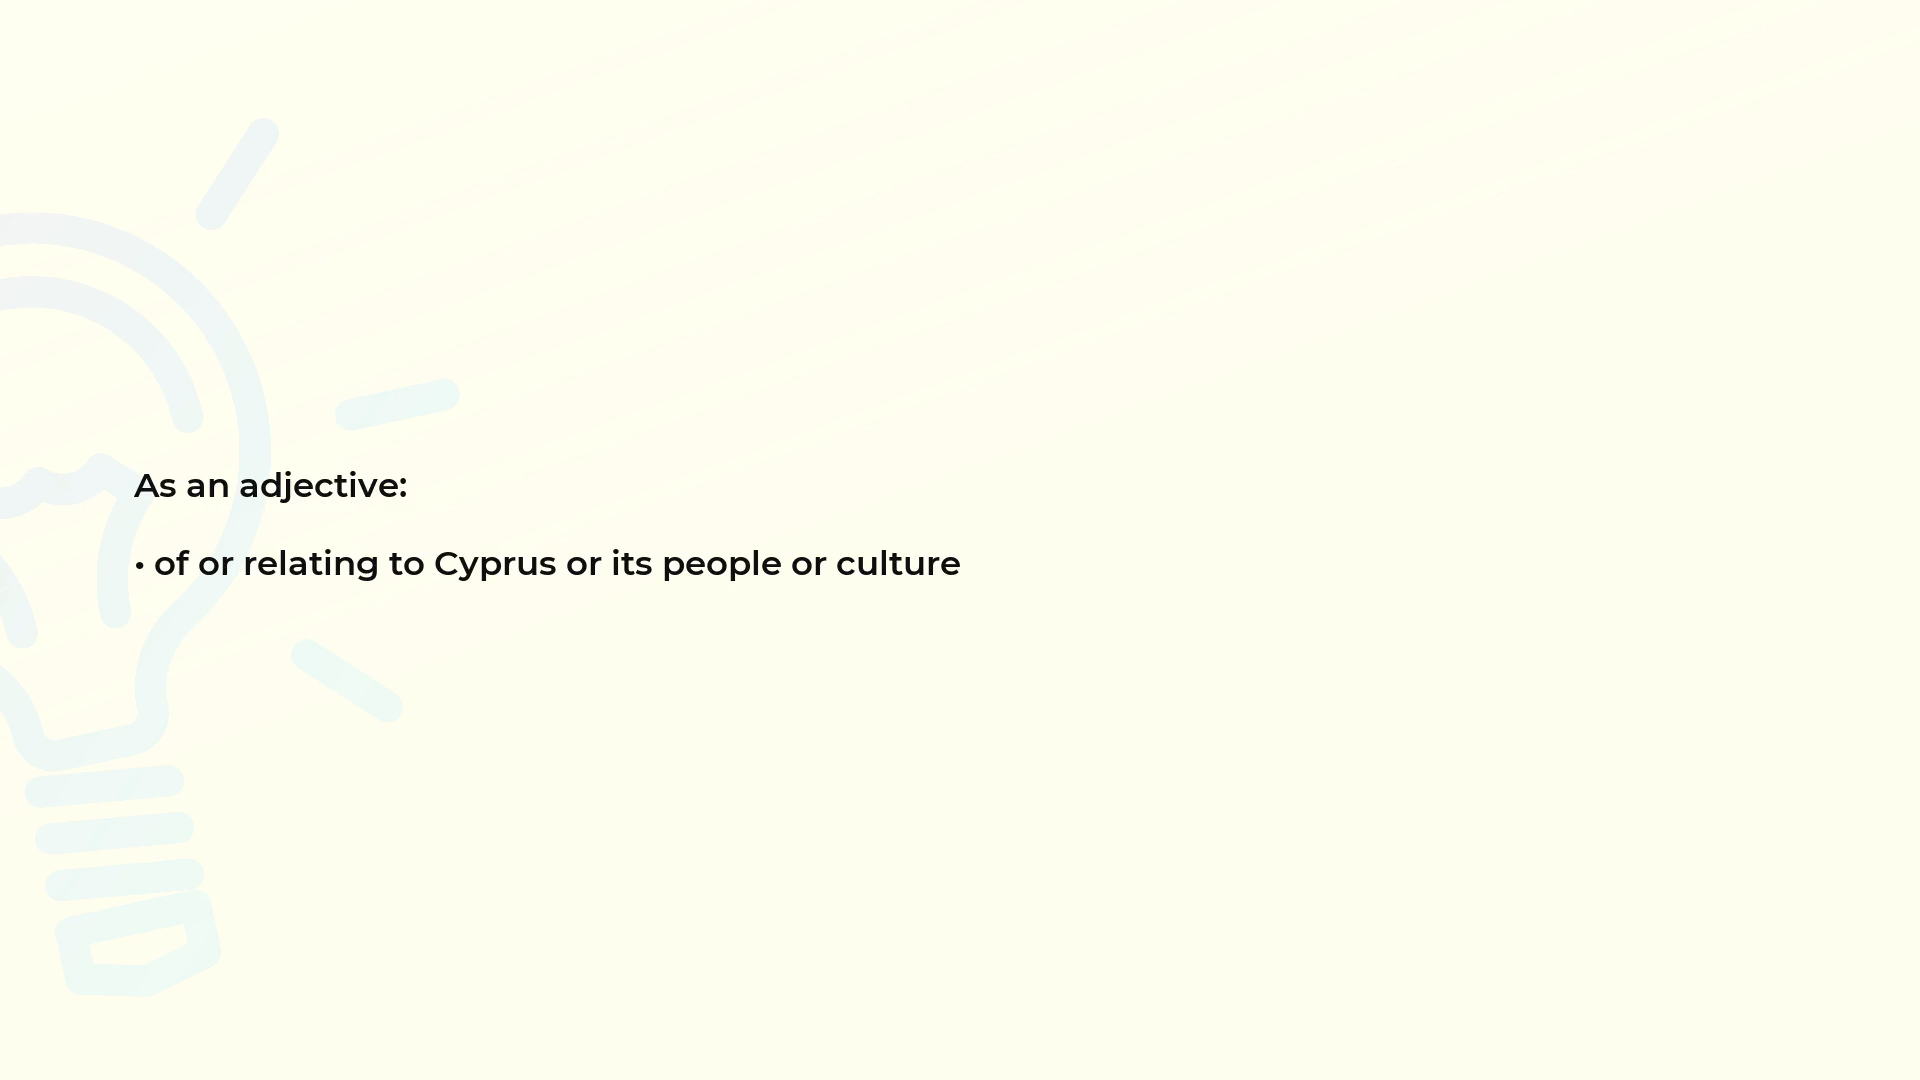 As an adjective:
• of or relating to Cyprus or its people or culture